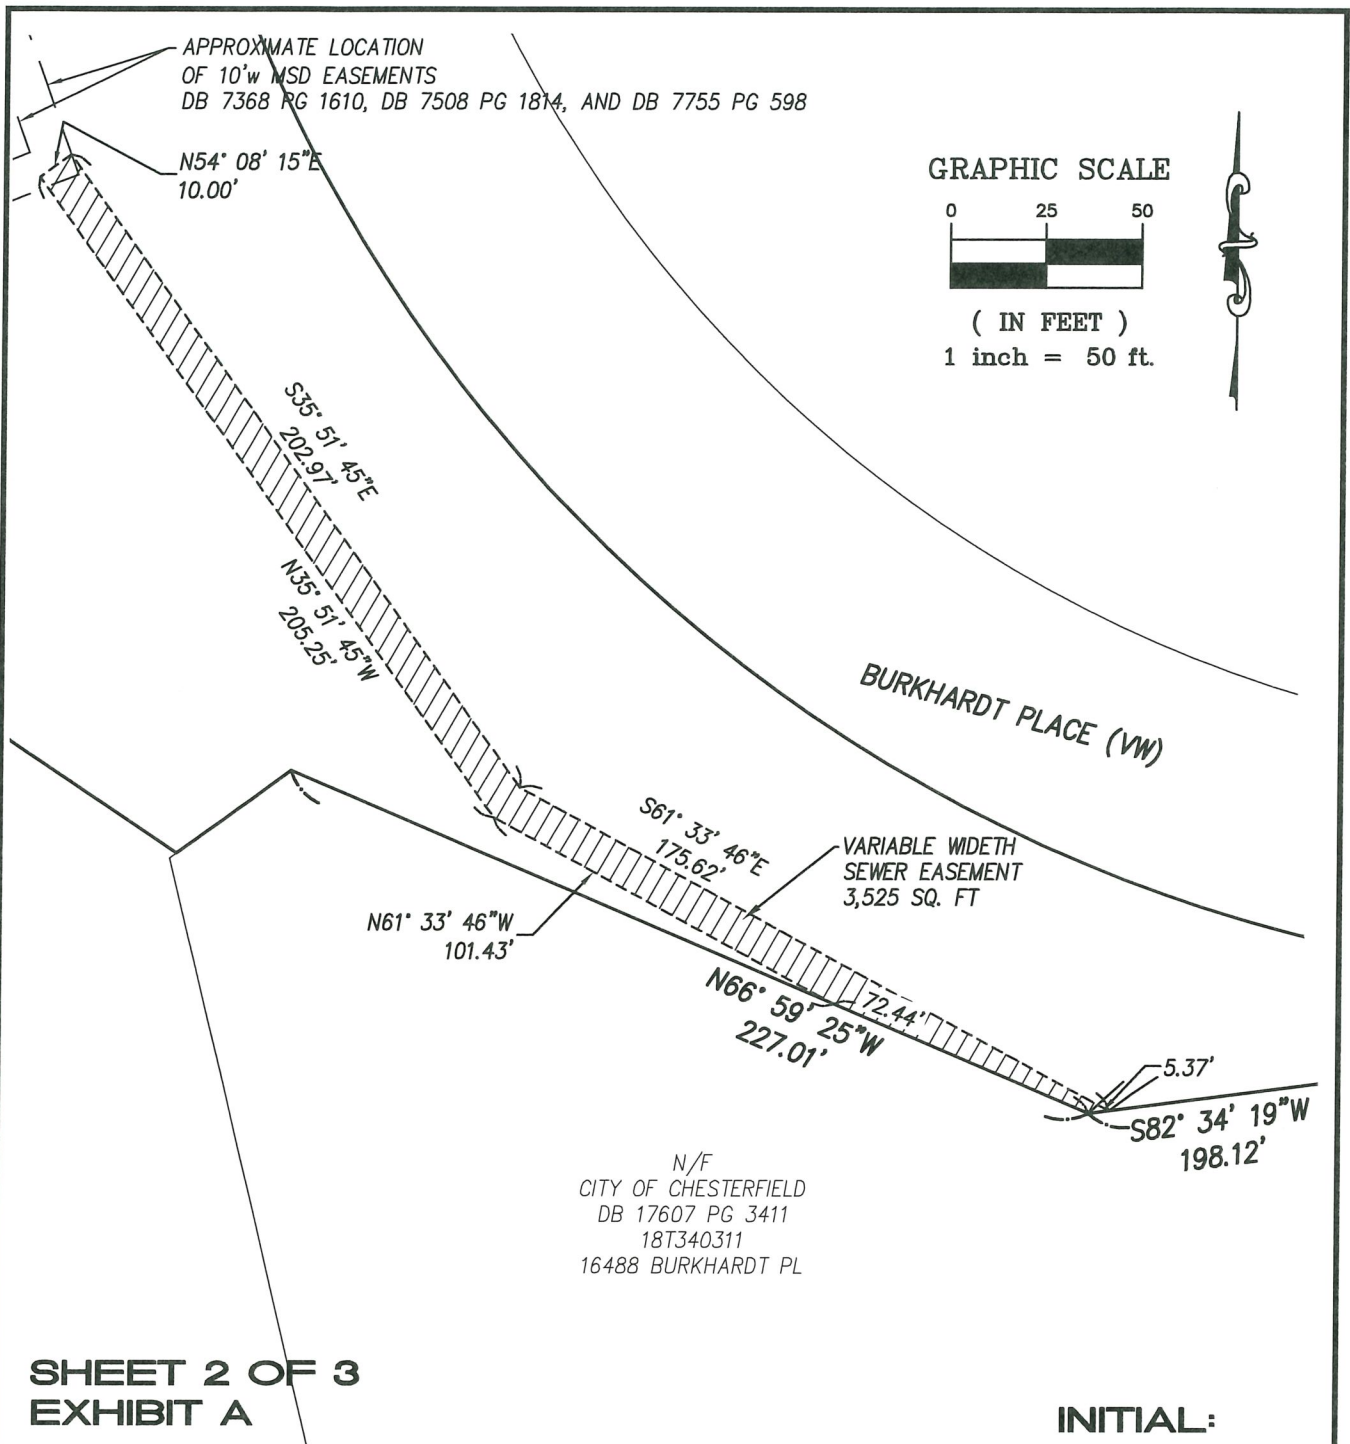 APPROXIMATE LOCATION
OF 10'w MSD EASEMENTS
DB 7368 PG 1610, DB 7508 PG 1814, AND DB 7755 PG 598
N54° 08' 15"E
10.00'
GRAPHIC SCALE
0 25 50
( IN FEET )
1 inch = 50 ft.
S35° 51' 45"E
202.97'
N35° 51' 45"W
205.25'
BURKHARDT PLACE (VW)
S61° 33' 46"E
175.62'
VARIABLE WIDETH
SEWER EASEMENT
3,525 SQ. FT
N61° 33' 46"W
101.43'
N66° 59' 25"W
227.01'
72.44'
5.37'
S82° 34' 19"W
198.12'
N/F
CITY OF CHESTERFIELD
DB 17607 PG 3411
18T340311
16488 BURKHARDT PL
SHEET 2 OF 3
EXHIBIT A
INITIAL: